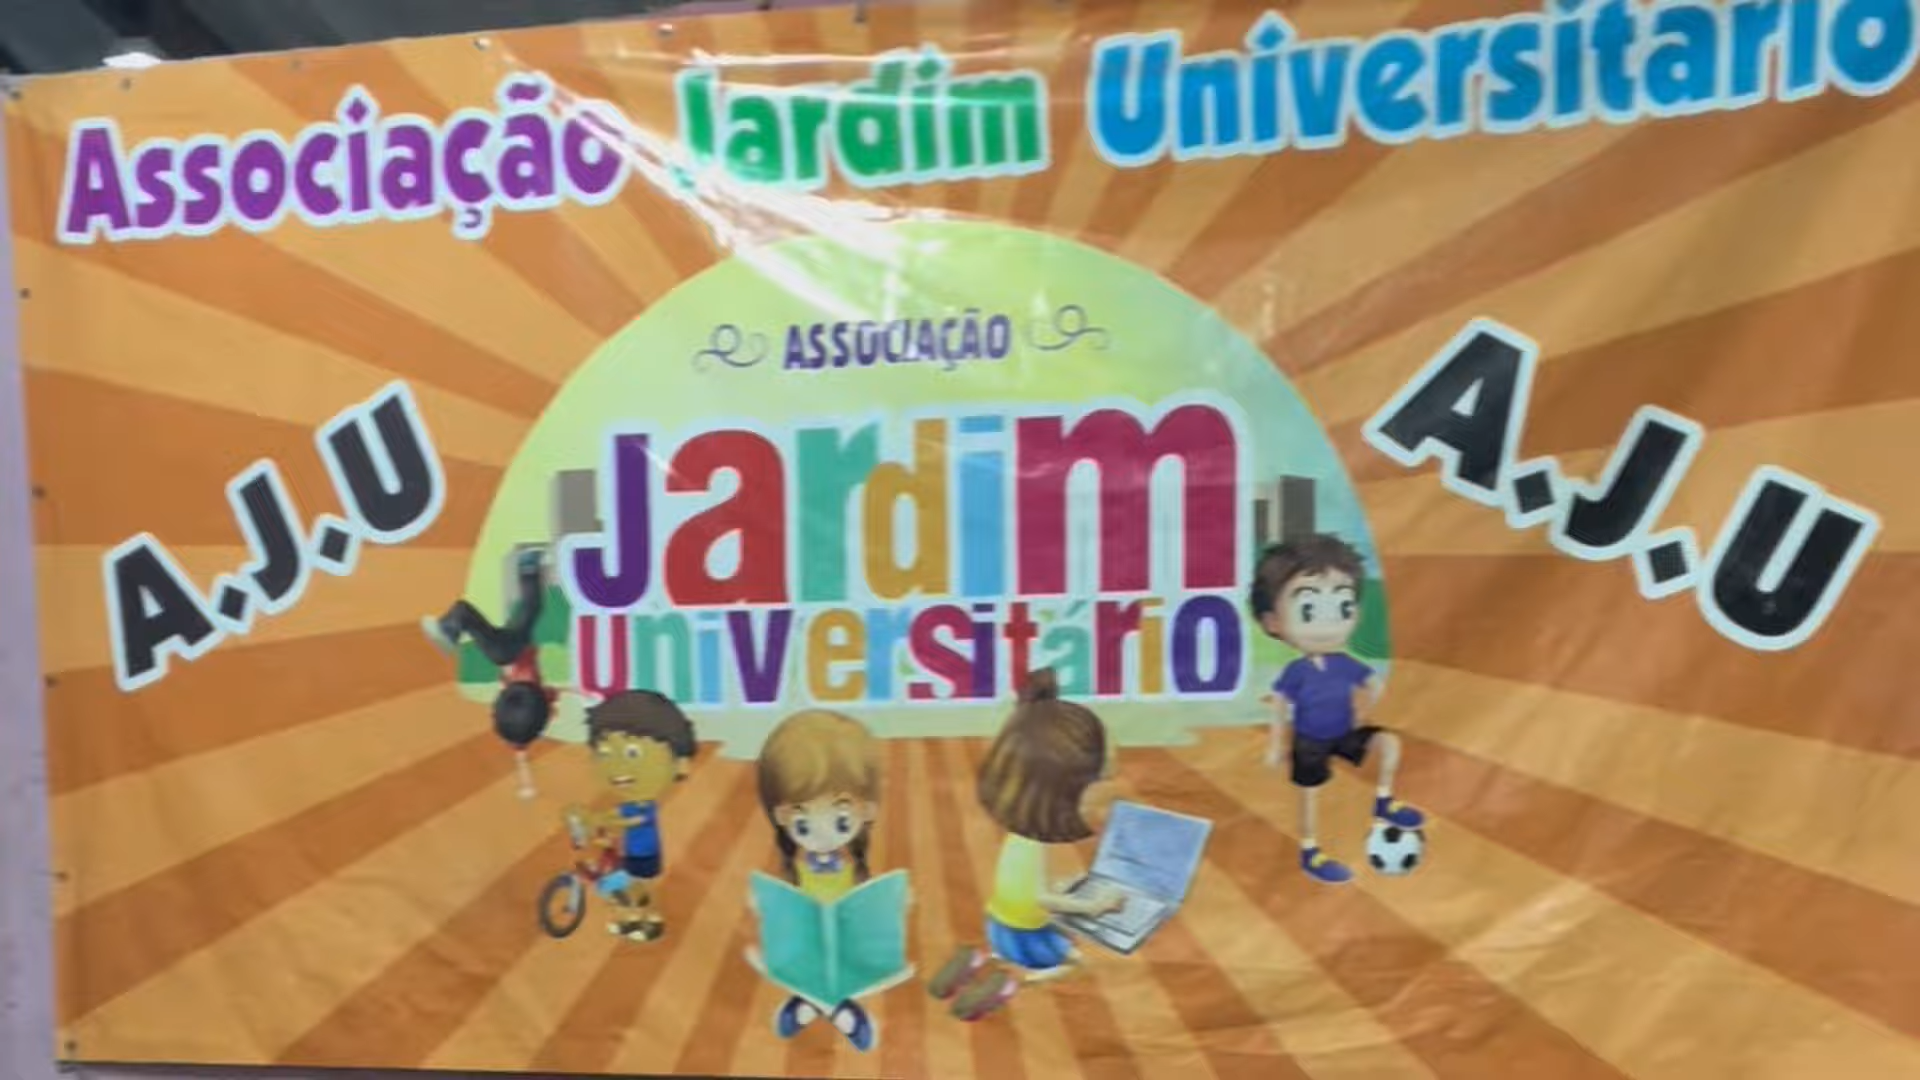 Associação Jardim Universitário
ASSOCIAÇÃO
A.J.U
A.J.U
Jardim
universitário